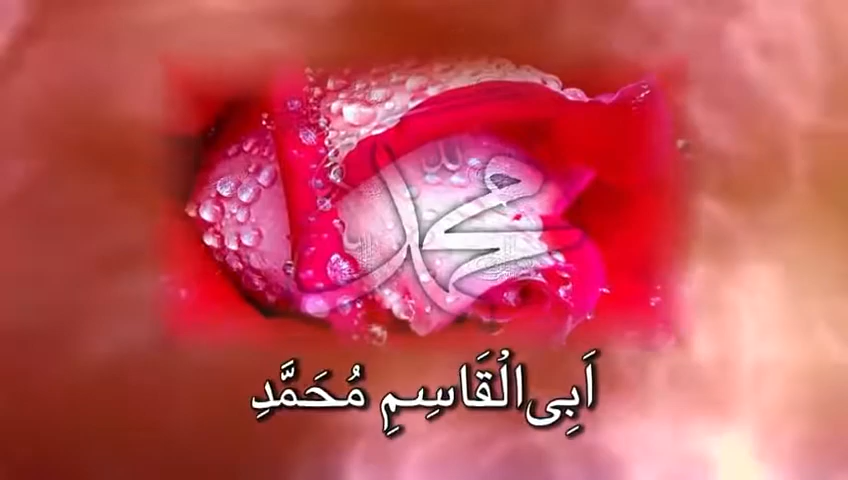 محمد
اَبِى الْقَاسِمِ مُحَمَّدِ